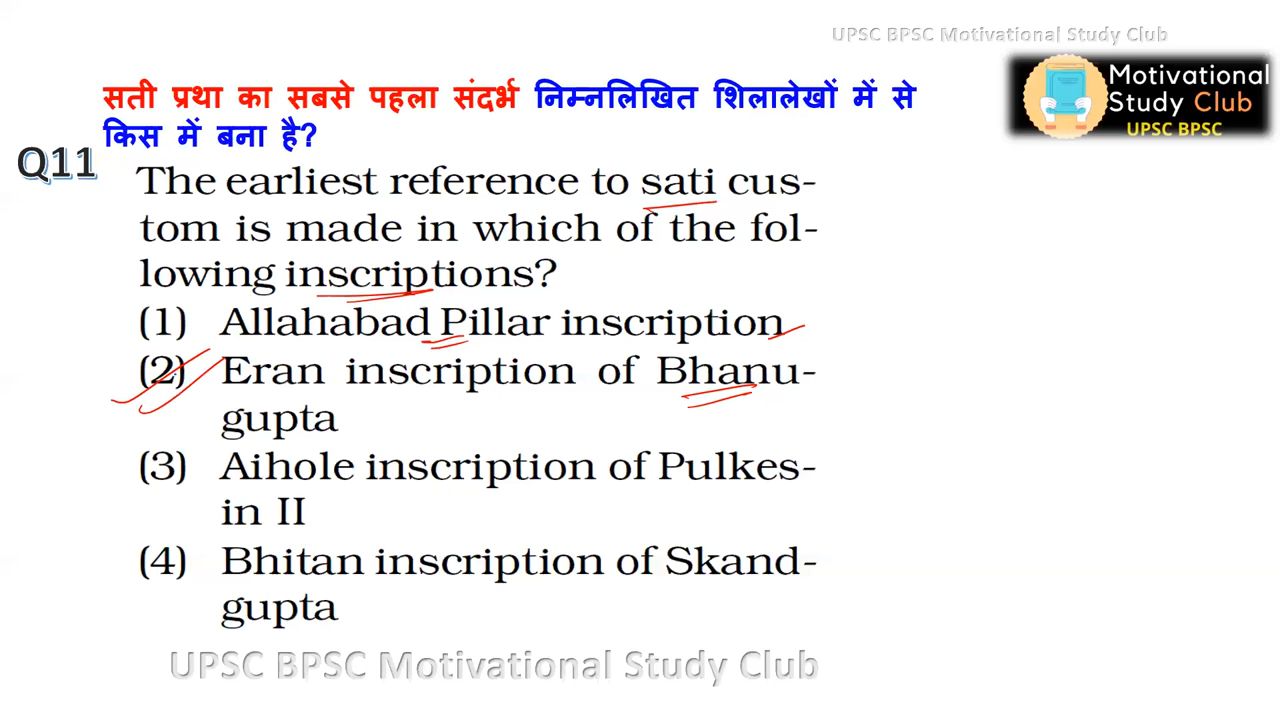 UPSC BPSC Motivational Study Club
Motivational
Study Club
UPSC BPSC
सती प्रथा का सबसे पहला संदर्भ निम्नलिखित शिलालेखों में से
किस में बना है?
Q11
The earliest reference to sati cus-
tom is made in which of the fol-
lowing inscriptions?
(1) Allahabad Pillar inscription
(2) Eran inscription of Bhanu-
gupta
(3) Aihole inscription of Pulkes-
in II
(4) Bhitan inscription of Skand-
gupta
UPSC BPSC Motivational Study Club